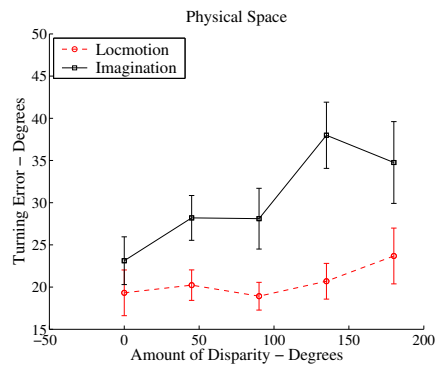 Physical Space
50
45
40
35
30
25
20
15
Turning Error – Degrees
Locmotion
Imagination
−50 0 50 100 150 200
Amount of Disparity – Degrees